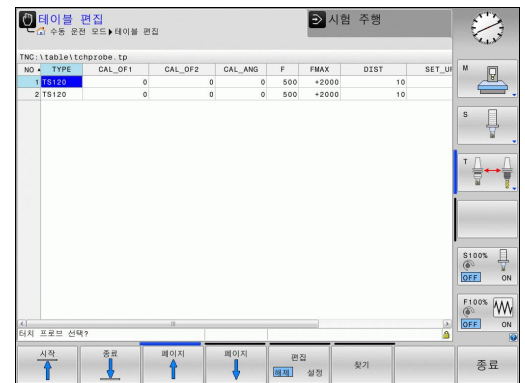 테이블 편집
수동 운전 모드▶테이블 편집
시험 주행
TNC:\table\tchprobe.tp
NO TYPE CAL_OF1 CAL_OF2 CAL_ANG F FMAX DIST SET_UP
1 TS120 0 0 0 500 +2000 10
2 TS120 0 0 0 500 +2000 10
터치 프로브 선택?
M
S
T
S100%
OFF ON
F100%
OFF ON
시작 종료 페이지 페이지 편집 찾기 종료
해제 설정